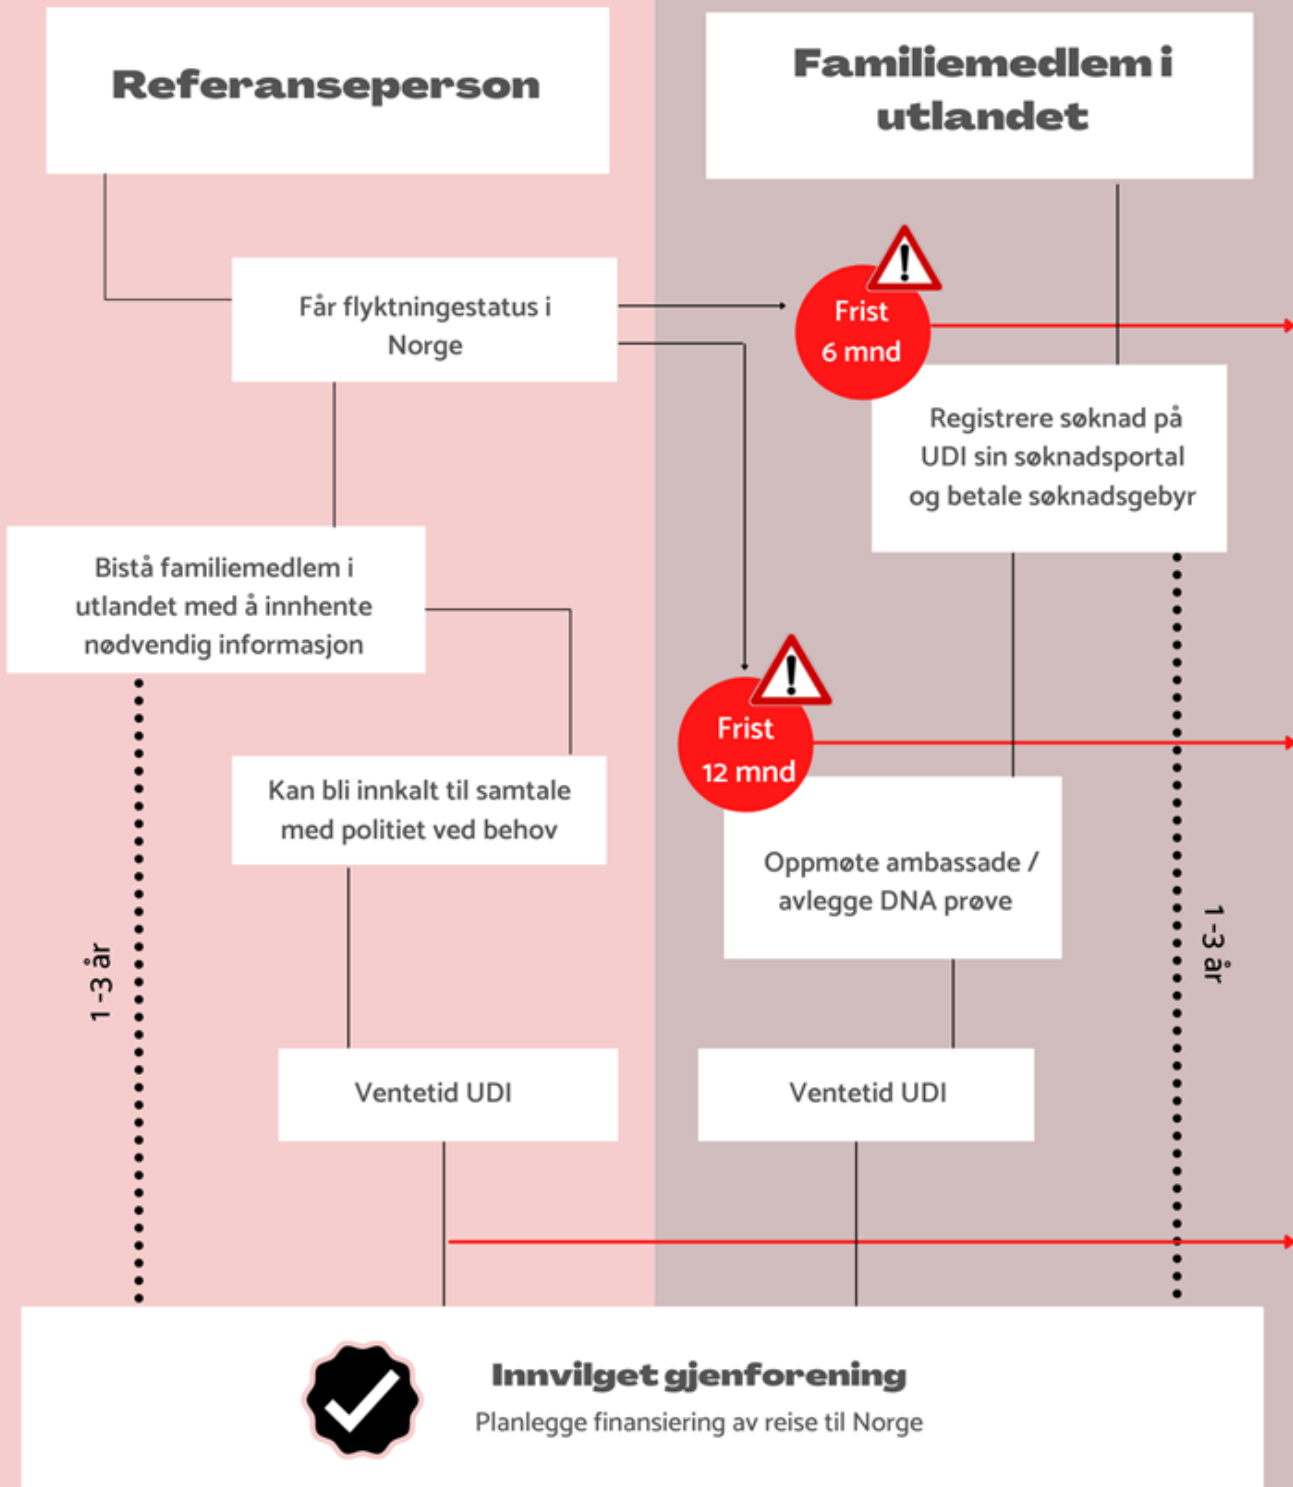 Referanseperson
Familiemedlem i
utlandet
Får flyktningestatus i
Norge
Frist
6 mnd
Registrere søknad på
UDI sin søknadsportal
og betale søknadsgebyr
Bistå familiemedlem i
utlandet med å innhente
nødvendig informasjon
Frist
12 mnd
Kan bli innkalt til samtale
med politiet ved behov
Oppmøte ambassade /
avlegge DNA prøve
1 -3 år
1 -3 år
Ventetid UDI
Ventetid UDI
Innvilget gjenforening
Planlegge finansiering av reise til Norge